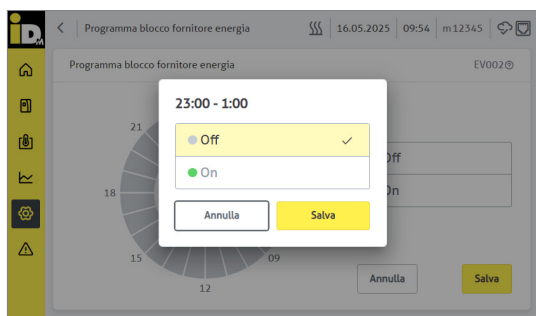 iDM
Programma blocco fornitore energia
16.05.2025
09:54
m12345
Programma blocco fornitore energia
EV002
23:00 - 1:00
21
Off
On
Off
On
18
Annulla
Salva
15
09
12
Annulla
Salva